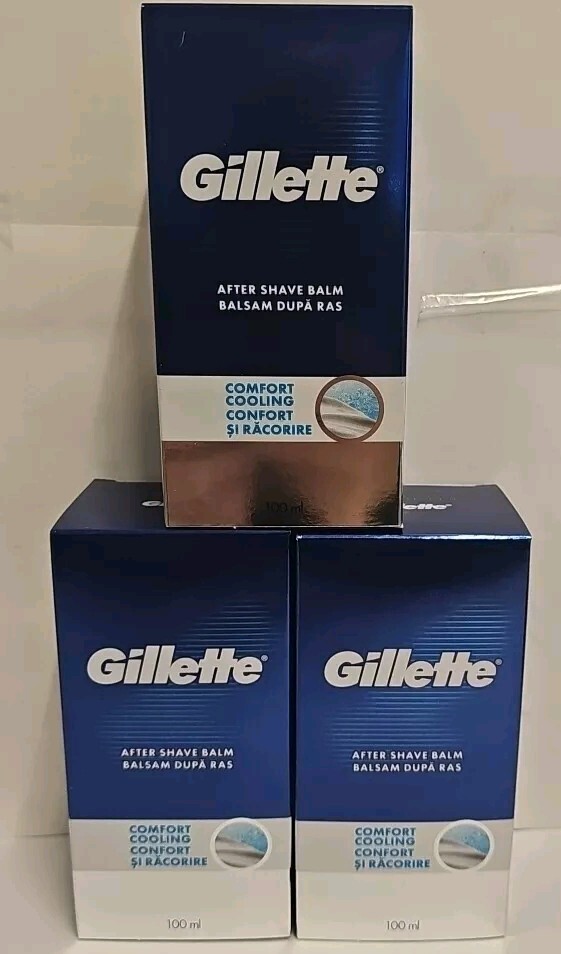 Gillette®
AFTER SHAVE BALM
BALSAM DUPĂ RAS
COMFORT
COOLING
CONFORT
ȘI RĂCORIRE
100 ml
Gillette®
AFTER SHAVE BALM
BALSAM DUPĂ RAS
COMFORT
COOLING
CONFORT
ȘI RĂCORIRE
100 ml
Gillette®
AFTER SHAVE BALM
BALSAM DUPĂ RAS
COMFORT
COOLING
CONFORT
ȘI RĂCORIRE
100 ml